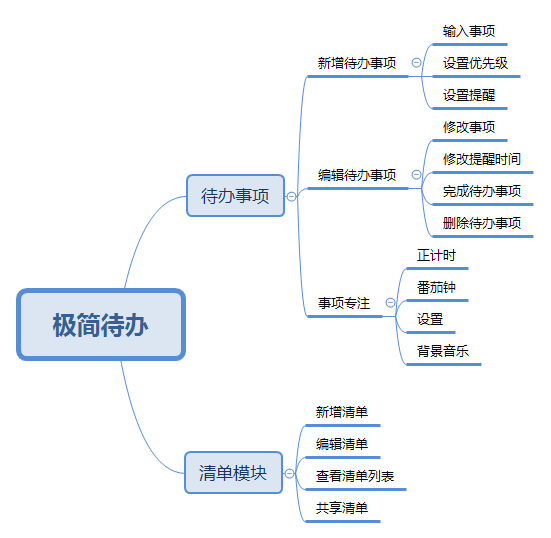 极简待办
待办事项
新增待办事项
输入事项
设置优先级
设置提醒
编辑待办事项
修改事项
修改提醒时间
完成待办事项
删除待办事项
事项专注
正计时
番茄钟
设置
背景音乐
清单模块
新增清单
编辑清单
查看清单列表
共享清单